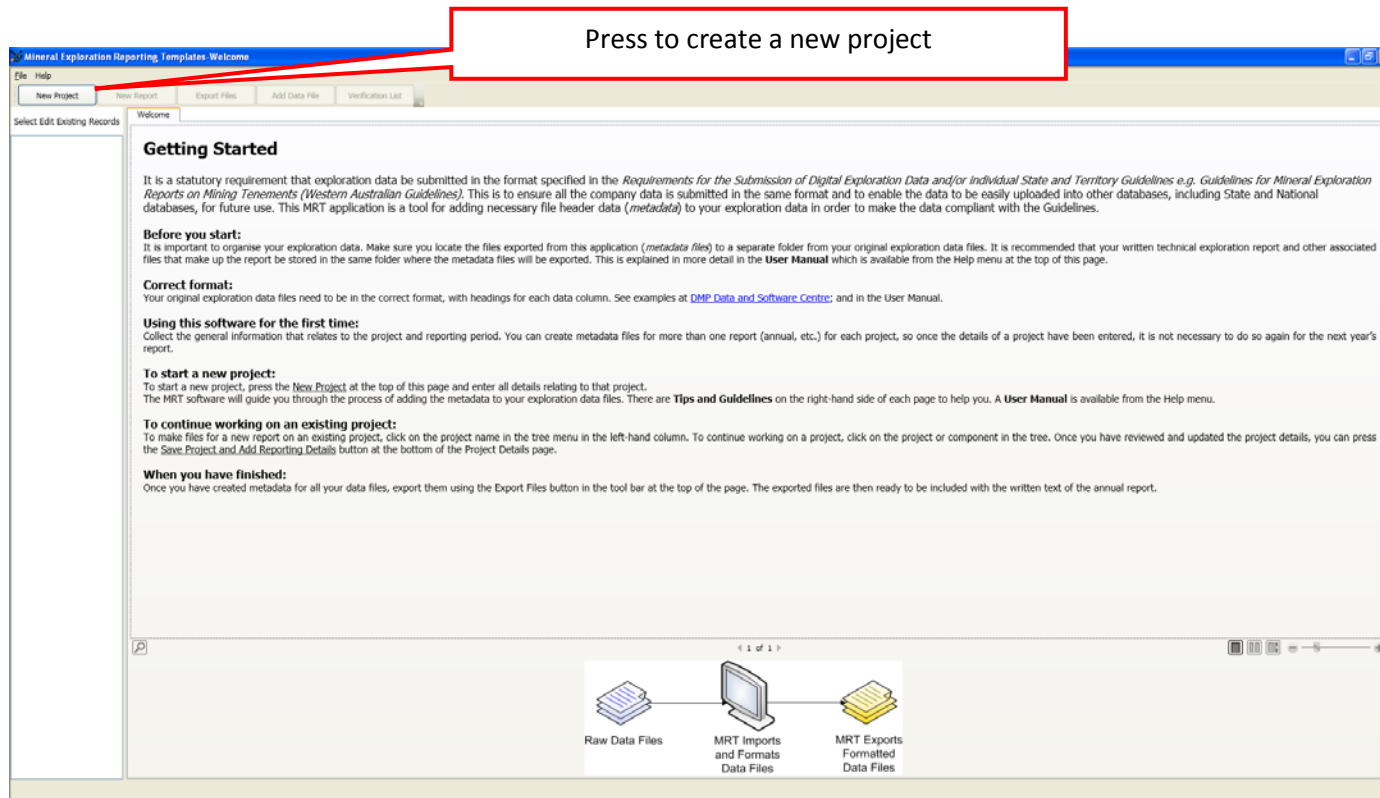 Press to create a new project
Mineral Exploration Reporting Templates-Welcome
File Help
New Project New Report Export Files Add Data File Verification List
Select Edit Existing Records
Welcome
Getting Started
It is a statutory requirement that exploration data be submitted in the format specified in the Requirements for the Submission of Digital Exploration Data and/or individual State and Territory Guidelines e.g. Guidelines for Mineral Exploration
Reports on Mining Tenements (Western Australian Guidelines). This is to ensure all the company data is submitted in the same format and to enable the data to be easily uploaded into other databases, including State and National
databases, for future use. This MRT application is a tool for adding necessary file header data (metadata) to your exploration data in order to make the data compliant with the Guidelines.
Before you start:
It is important to organise your exploration data. Make sure you locate the files exported from this application (metadata files) to a separate folder from your original exploration data files. It is recommended that your written technical exploration report and other associated
files that make up the report be stored in the same folder where the metadata files will be exported. This is explained in more detail in the User Manual which is available from the Help menu at the top of this page.
Correct format:
Your original exploration data files need to be in the correct format, with headings for each data column. See examples at DMP Data and Software Centre; and in the User Manual.
Using this software for the first time:
Collect the general information that relates to the project and reporting period. You can create metadata files for more than one report (annual, etc.) for each project, so once the details of a project have been entered, it is not necessary to do so again for the next year's
report.
To start a new project:
To start a new project, press the New Project at the top of this page and enter all details relating to that project.
The MRT software will guide you through the process of adding the metadata to your exploration data files. There are Tips and Guidelines on the right-hand side of each page to help you. A User Manual is available from the Help menu.
To continue working on an existing project:
To make files for a new report on an existing project, click on the project name in the tree menu in the left-hand column. To continue working on a project, click on the project or component in the tree. Once you have reviewed and updated the project details, you can press
the Save Project and Add Reporting Details button at the bottom of the Project Details page.
When you have finished:
Once you have created metadata for all your data files, export them using the Export Files button in the tool bar at the top of the page. The exported files are then ready to be included with the written text of the annual report.
1 of 1
Raw Data Files
MRT Imports
and Formats
Data Files
MRT Exports
Formatted
Data Files